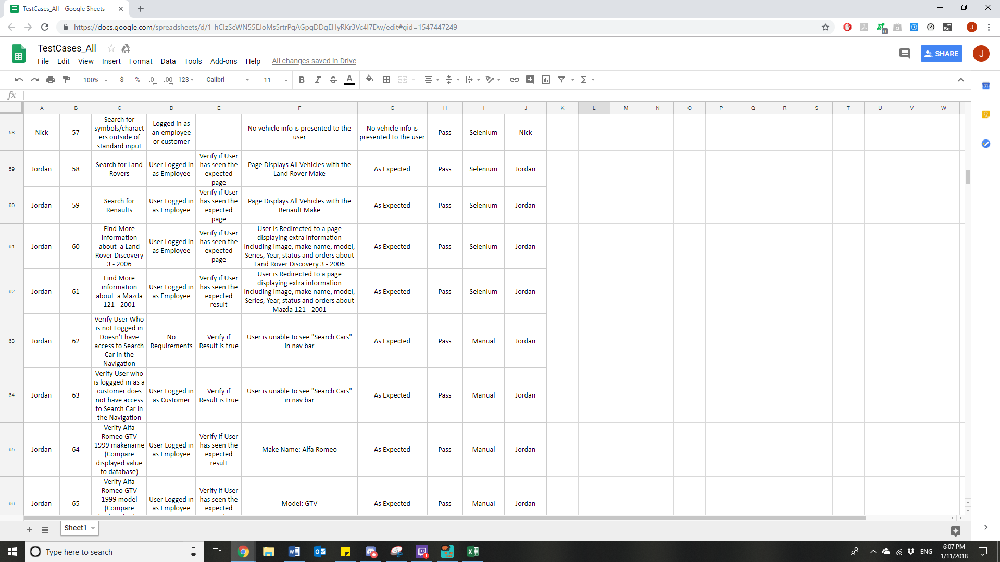 TestCases_All - Google Sheets
https://docs.google.com/spreadsheets/d/1-hClzScWN55EJoMs5rtrPqAGpgDDgEHyRKr3Vc4I7Dw/edit#gid=1547447249
0
Se
J
TestCases_All
File Edit View Insert Format Data Tools Add-ons Help All changes saved in Drive
SHARE
J
100% $ % .0 .00 123 Calibri 11 B I S A
31
fx
A B C D E F G H I J K L M N O P Q R S T U V W
58 Nick 57 Search for symbols/characters outside of standard input Logged in as an employee or customer No vehicle info is presented to the user No vehicle info is presented to the user Pass Selenium Nick
59 Jordan 58 Search for Land Rovers User Logged in as Employee Verify if User has seen the expected page Page Displays All Vehicles with the Land Rover Make As Expected Pass Selenium Jordan
60 Jordan 59 Search for Renaults User Logged in as Employee Verify if User has seen the expected page Page Displays All Vehicles with the Renault Make As Expected Pass Selenium Jordan
61 Jordan 60 Find More information about a Land Rover Discovery 3 - 2006 User Logged in as Employee Verify if User has seen the expected page User is Redirected to a page displaying extra information including image, make name, model, Series, Year, status and orders about Land Rover Discovery 3 - 2006 As Expected Pass Selenium Jordan
62 Jordan 61 Find More information about a Mazda 121 - 2001 User Logged in as Employee Verify if User has seen the expected result User is Redirected to a page displaying extra information including image, make name, model, Series, Year, status and orders about Mazda 121 - 2001 As Expected Pass Selenium Jordan
63 Jordan 62 Verify User Who is not Logged in Doesn't have access to Search Car in the Navigation No Requirements Verify if Result is true User is unable to see "Search Cars" in nav bar As Expected Pass Manual Jordan
64 Jordan 63 Verify User who is loggged in as a customer does not have access to Search Car in the Navigation User Logged in as Customer Verify if Result is true User is unable to see "Search Cars" in nav bar As Expected Pass Manual Jordan
65 Jordan 64 Verify Alfa Romeo GTV 1999 makename (Compare displayed value to database) User Logged in as Employee Verify if User has seen the expected result Make Name: Alfa Romeo As Expected Pass Manual Jordan
66 Jordan 65 Verify Alfa Romeo GTV 1999 model (Compare User Logged in as Employee Verify if User has seen the expected Model: GTV As Expected Pass Manual Jordan
Sheet1
Type here to search
1
ENG
6:07 PM
1/11/2018